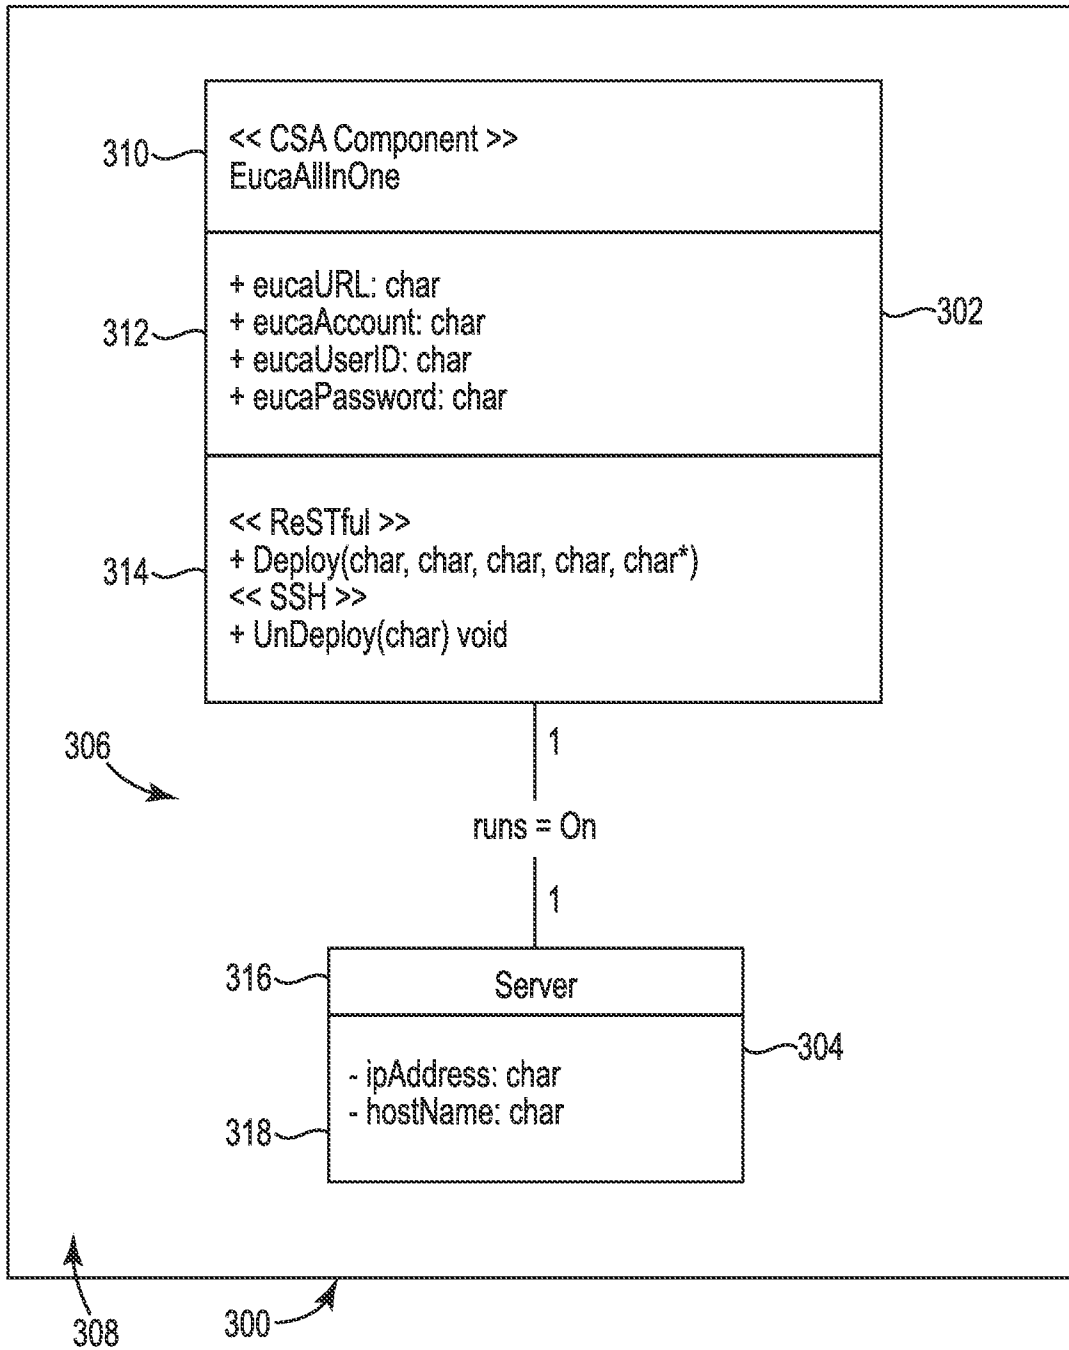 << CSA Component >>
310
EucaAllInOne
+ eucaURL: char
+ eucaAccount: char
302
312
+ eucaUserID: char
+ eucaPassword: char
<< ReSTful >>
+ Deploy(char, char, char, char, char*)
314
<< SSH >>
+ UnDeploy(char) void
306
1
runs = On
1
316
Server
304
- ipAddress: char
- hostName: char
318
308
300